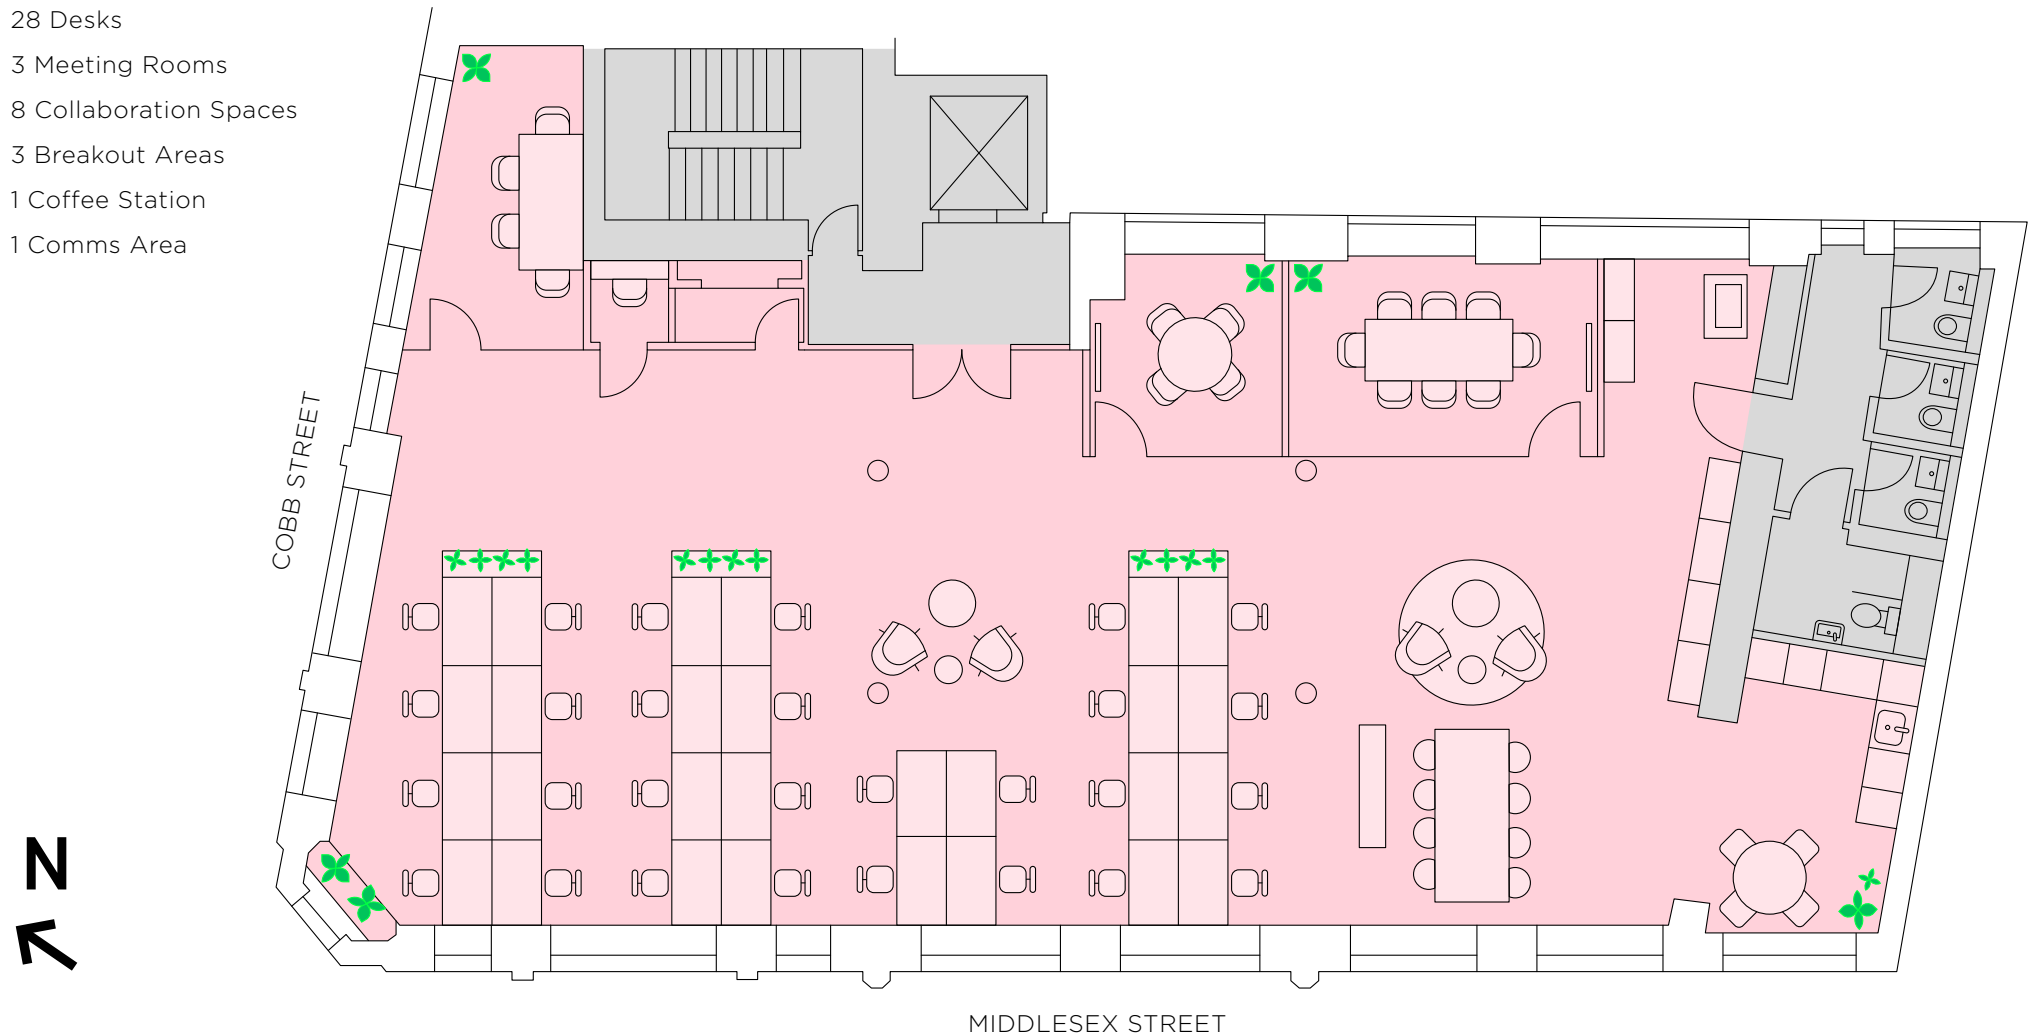 28 Desks
3 Meeting Rooms
8 Collaboration Spaces
3 Breakout Areas
1 Coffee Station
1 Comms Area
COBB STREET
N
MIDDLESEX STREET